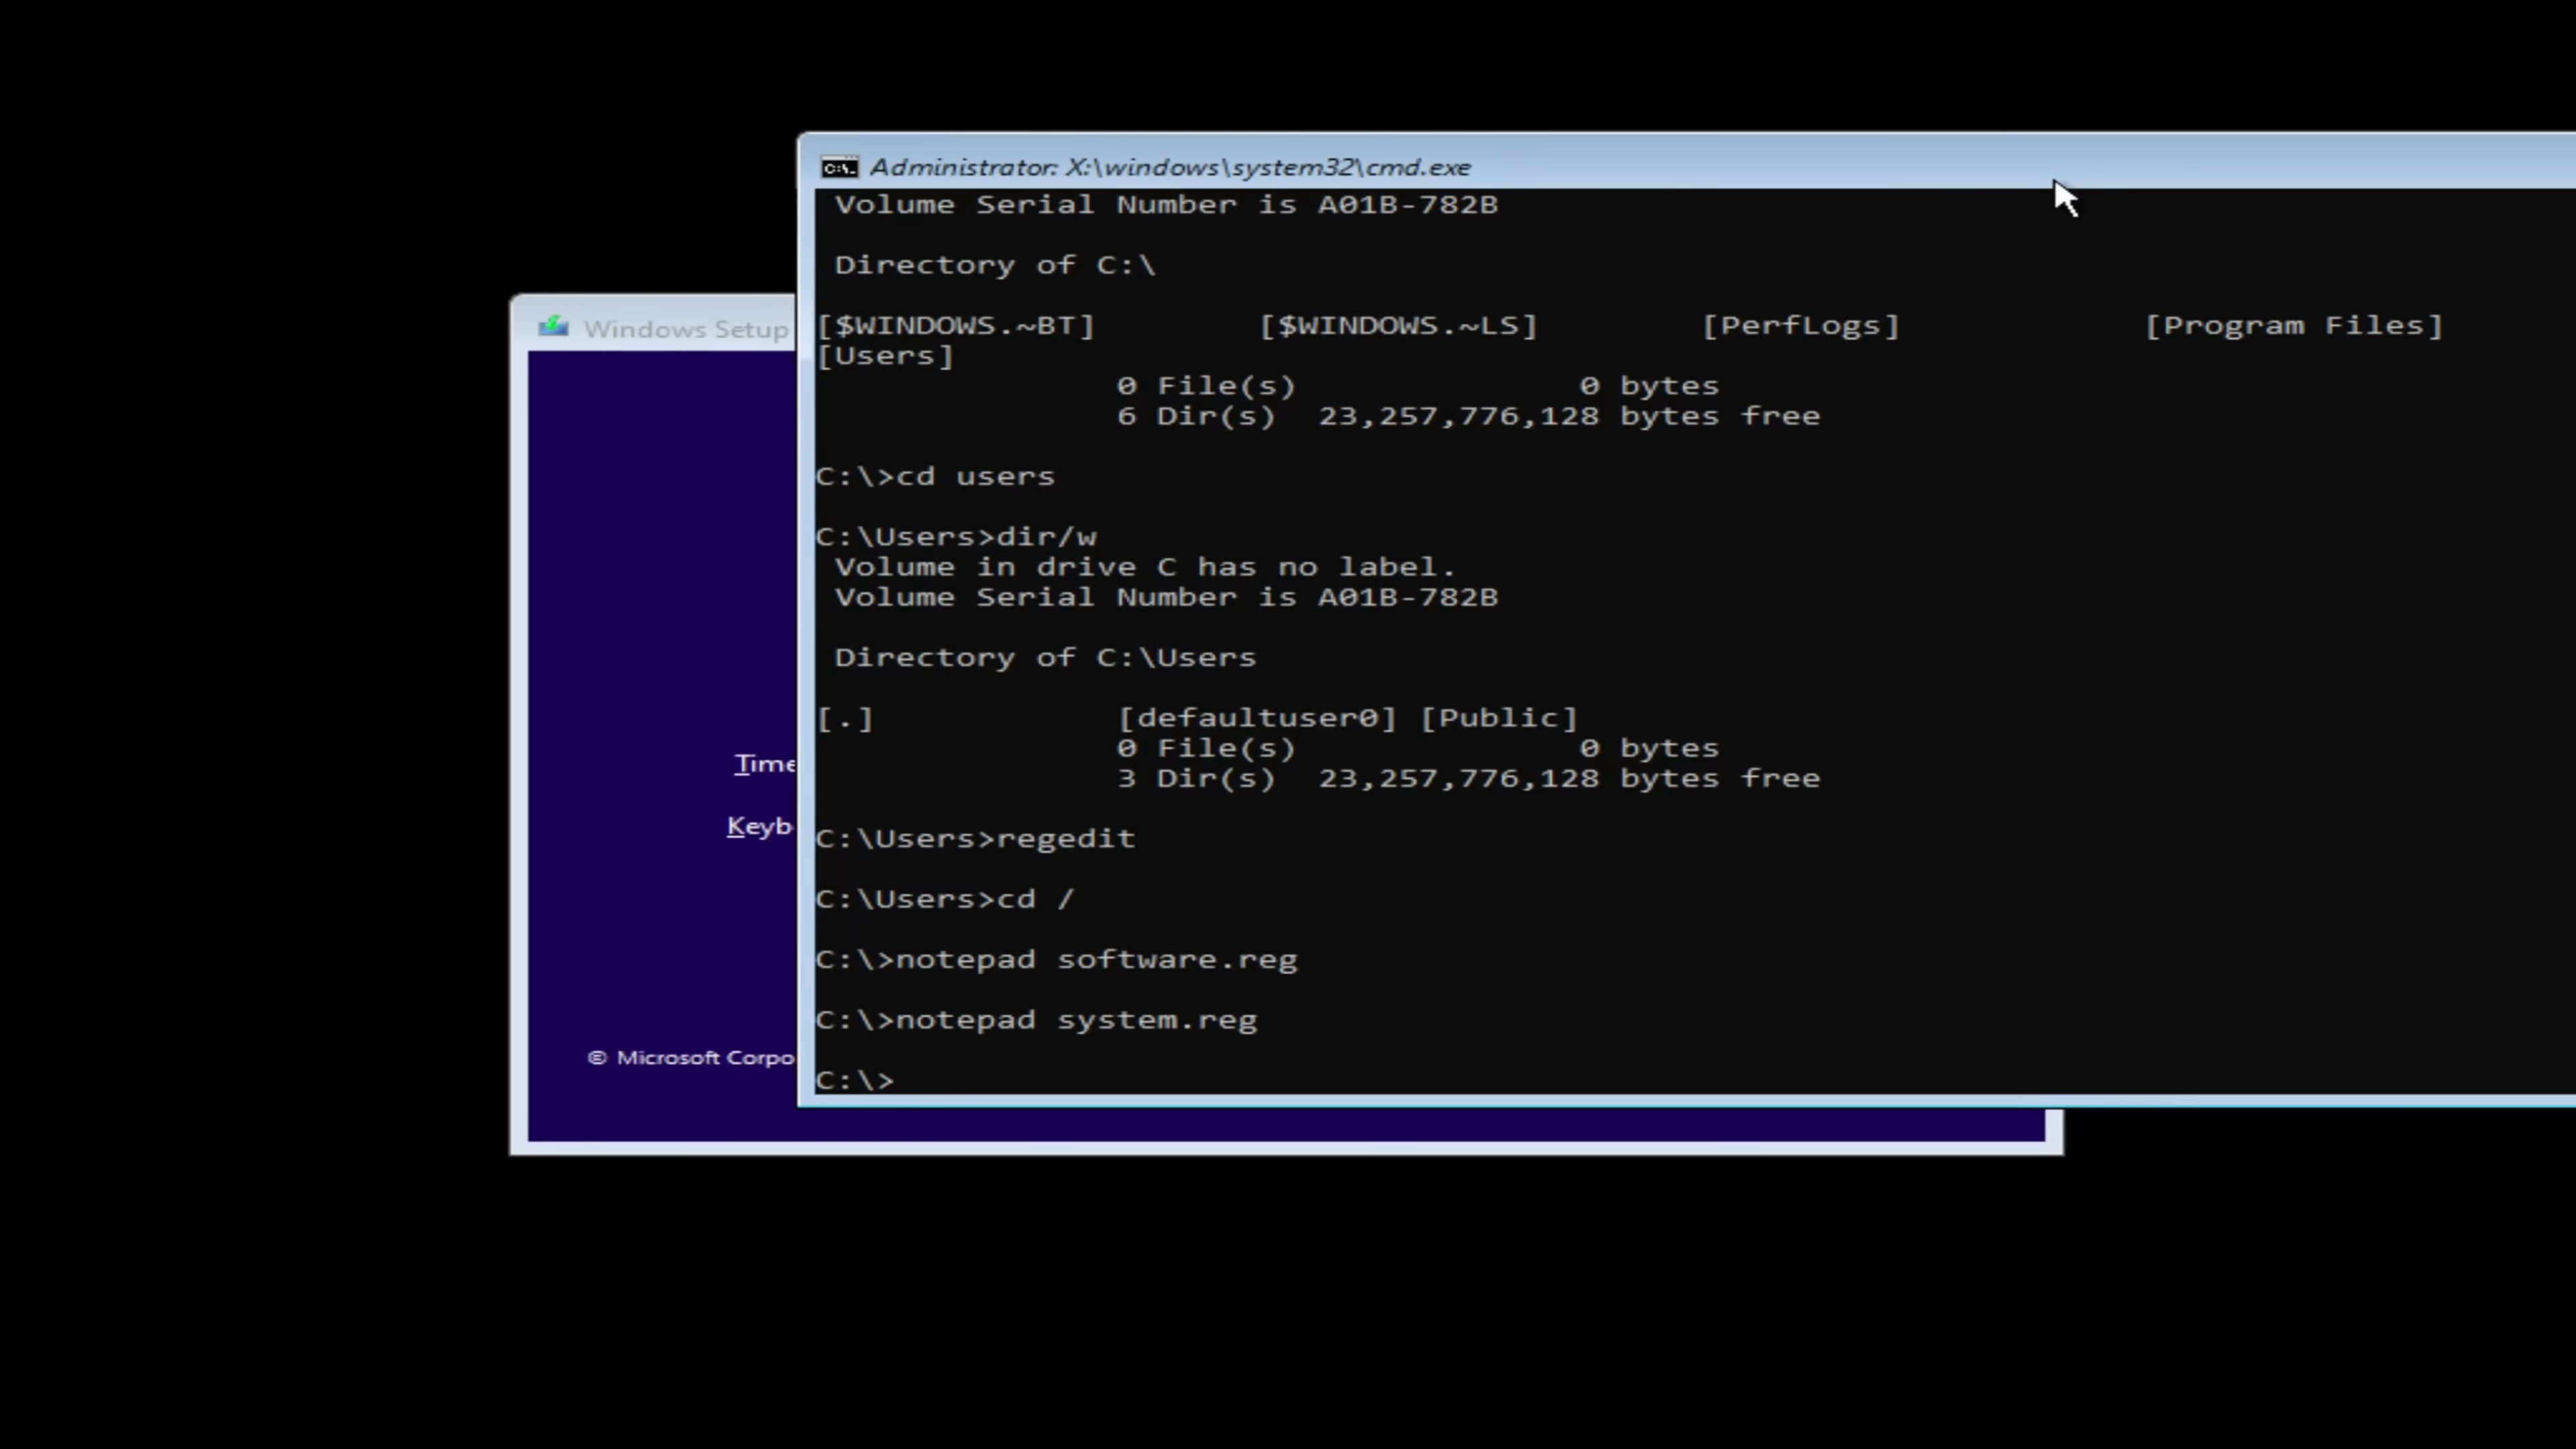 Administrator: X:\windows\system32\cmd.exe
Volume Serial Number is A01B-782B
Directory of C:\
[$WINDOWS.~BT] [$WINDOWS.~LS] [PerfLogs] [Program Files]
[Users]
0 File(s) 0 bytes
6 Dir(s) 23,257,776,128 bytes free
C:\>cd users
C:\Users>dir/w
Volume in drive C has no label.
Volume Serial Number is A01B-782B
Directory of C:\Users
[.] [defaultuser0] [Public]
0 File(s) 0 bytes
3 Dir(s) 23,257,776,128 bytes free
C:\Users>regedit
C:\Users>cd /
C:\>notepad software.reg
C:\>notepad system.reg
C:\>
Windows Setup
Time
Keyb
© Microsoft Corpo